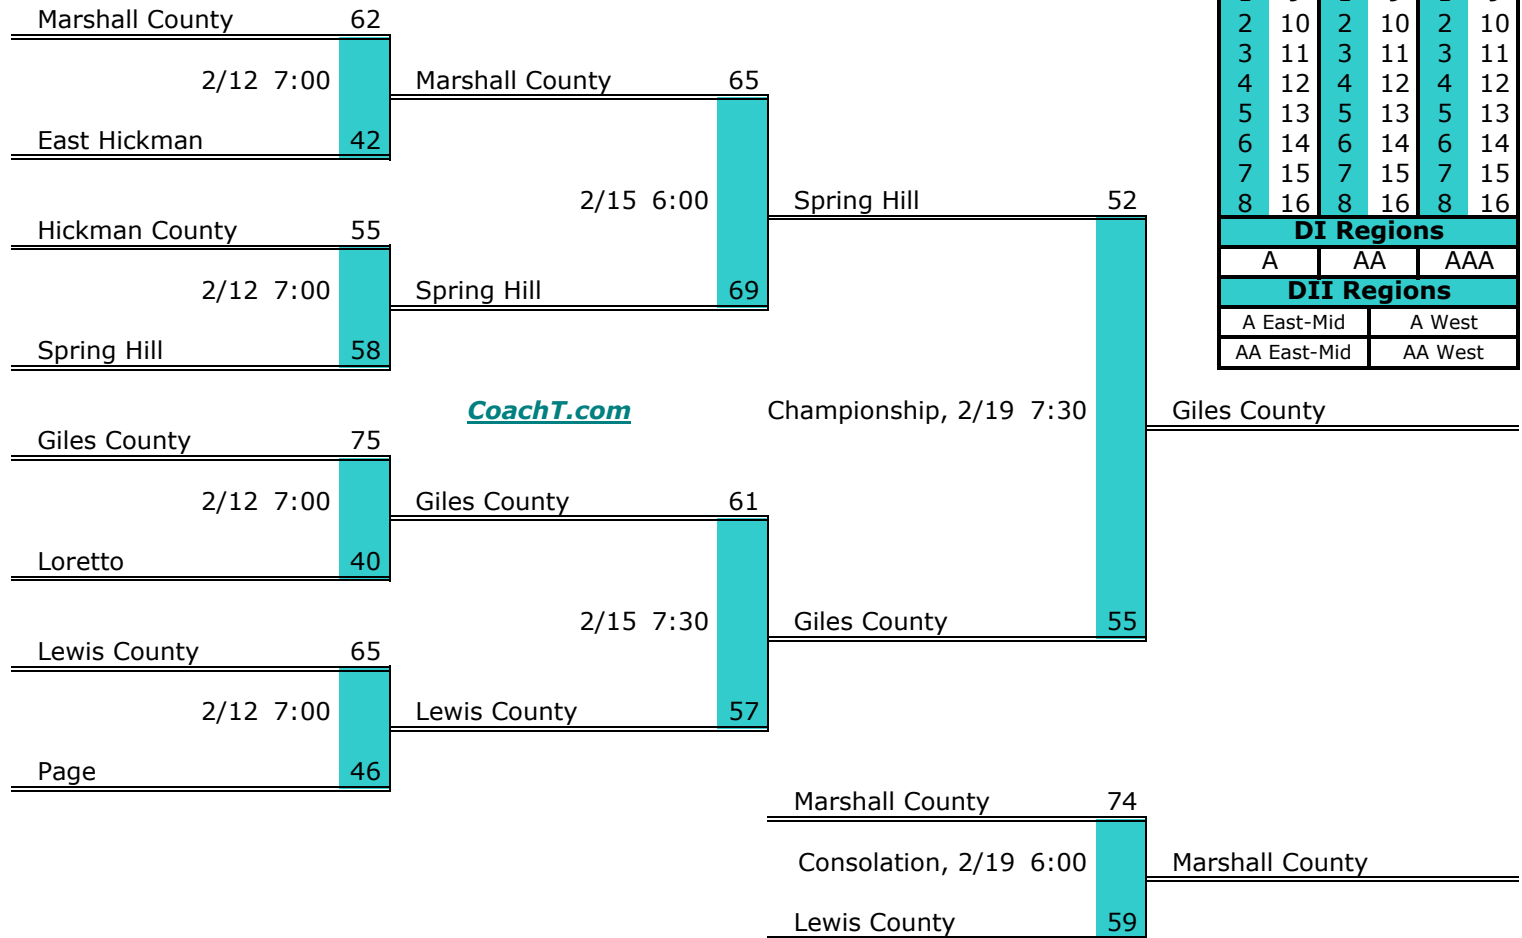 Marshall County 62
2/12 7:00
East Hickman 42
Hickman County 55
2/12 7:00
Spring Hill 58
Giles County 75
2/12 7:00
Loretto 40
Lewis County 65
2/12 7:00
Page 46
Marshall County 65
2/15 6:00
Spring Hill 69
CoachT.com
Giles County 61
2/15 7:30
Lewis County 57
Spring Hill 52
Championship, 2/19 7:30
Giles County 55
Giles County
Marshall County 74
Consolation, 2/19 6:00
Lewis County 59
Marshall County
2 10 2 10 2 10
3 11 3 11 3 11
4 12 4 12 4 12
5 13 5 13 5 13
6 14 6 14 6 14
7 15 7 15 7 15
8 16 8 16 8 16
DI Regions
A AA AAA
DII Regions
A East-Mid A West
AA East-Mid AA West